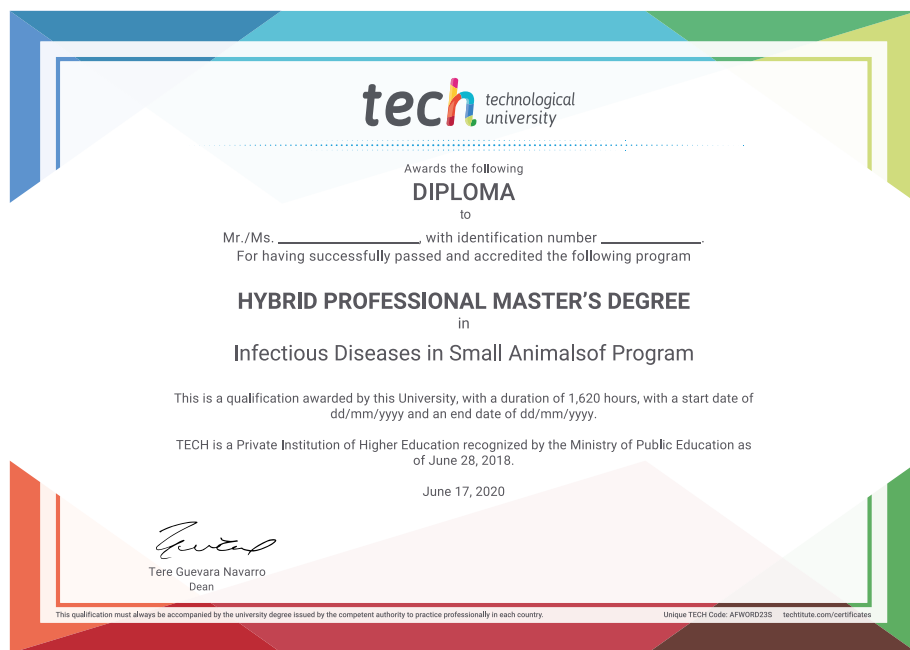 tech technological
university
Awards the following
DIPLOMA
to
Mr./Ms. ____________________, with identification number ______________.
For having successfully passed and accredited the following program
HYBRID PROFESSIONAL MASTER’S DEGREE
in
Infectious Diseases in Small Animalsof Program
This is a qualification awarded by this University, with a duration of 1,620 hours, with a start date of
dd/mm/yyyy and an end date of dd/mm/yyyy.
TECH is a Private Institution of Higher Education recognized by the Ministry of Public Education as
of June 28, 2018.
June 17, 2020
Tere Guevara Navarro
Dean
This qualification must always be accompanied by the university degree issued by the competent authority to practice professionally in each country. Unique TECH Code: AFWORD23S techtitute.com/certificates